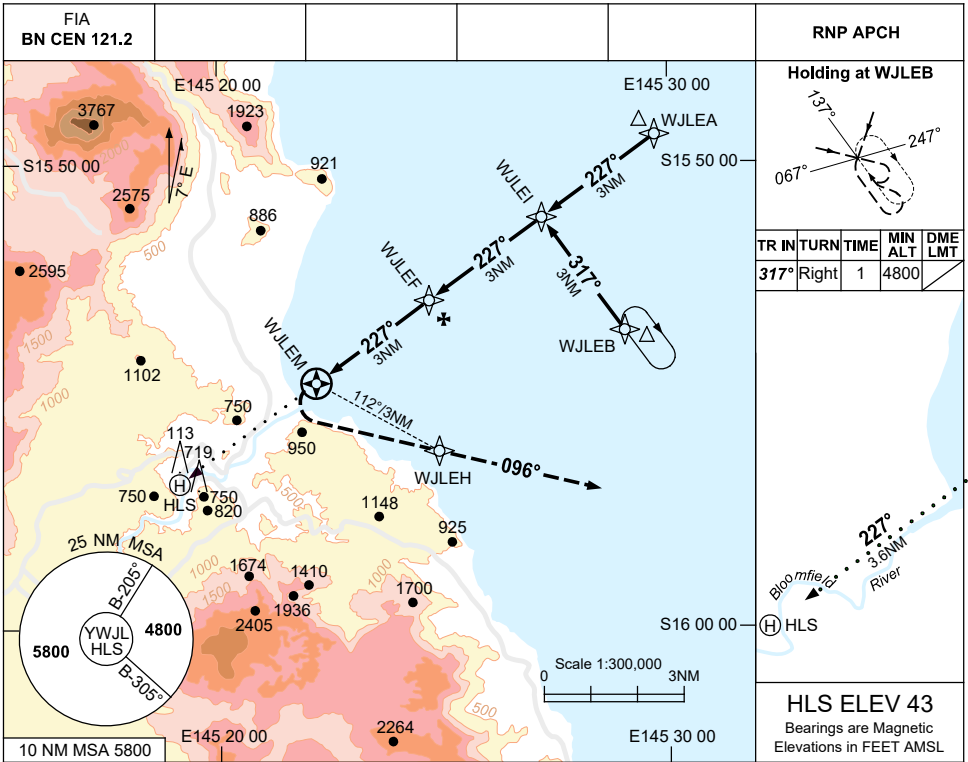 FIA
BN CEN 121.2
RNP APCH
E145 20 00
E145 30 00
Holding at WJLEB
137°
247°
067°
TR IN TURN TIME MIN ALT DME LMT
317° Right 1 4800
3767
1923
2000
7° E
S15 50 00
S15 50 00
921
2575
886
500
2595
1500
1102
1000
750
WJLEA
227°
3NM
WJLEI
227°
3NM
317°
3NM
WJLEF
WJLEB
227°
3NM
WJLEM
112°/3NM
950
WJLEH
096°
113
719
H
HLS
750
750
820
500
1148
925
25 NM MSA
B-205°
YWJL
HLS
4800
5800
B-305°
1000
1500
1674
1410
1936
2405
1000
1700
500
2264
S16 00 00
Scale 1:300,000
0 3NM
10 NM MSA 5800
E145 20 00
E145 30 00
227°
3.6NM
Bloomfield
River
H HLS
HLS ELEV 43
Bearings are Magnetic
Elevations in FEET AMSL